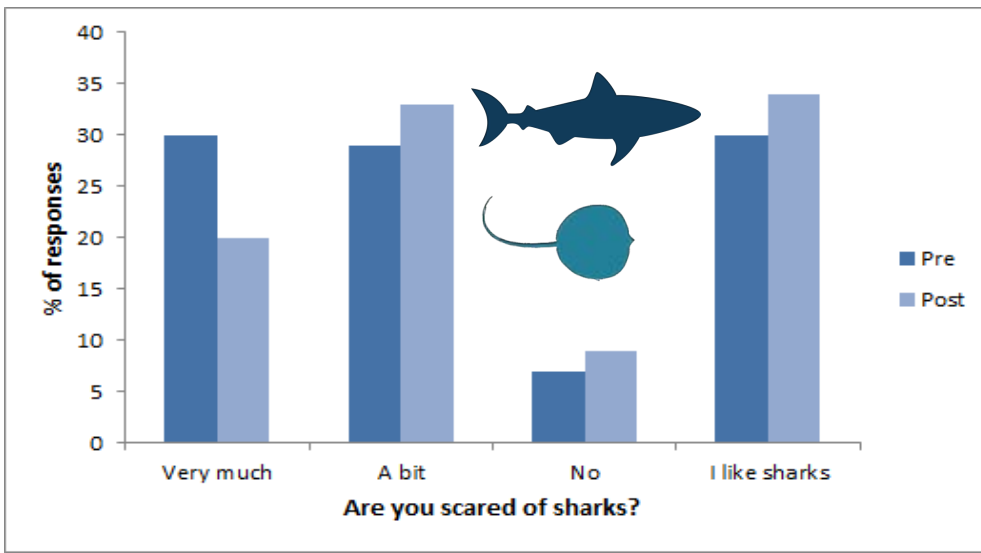 40
35
30
25
20
15
10
5
0
% of responses
Very much
A bit
No
I like sharks
Are you scared of sharks?
Pre
Post